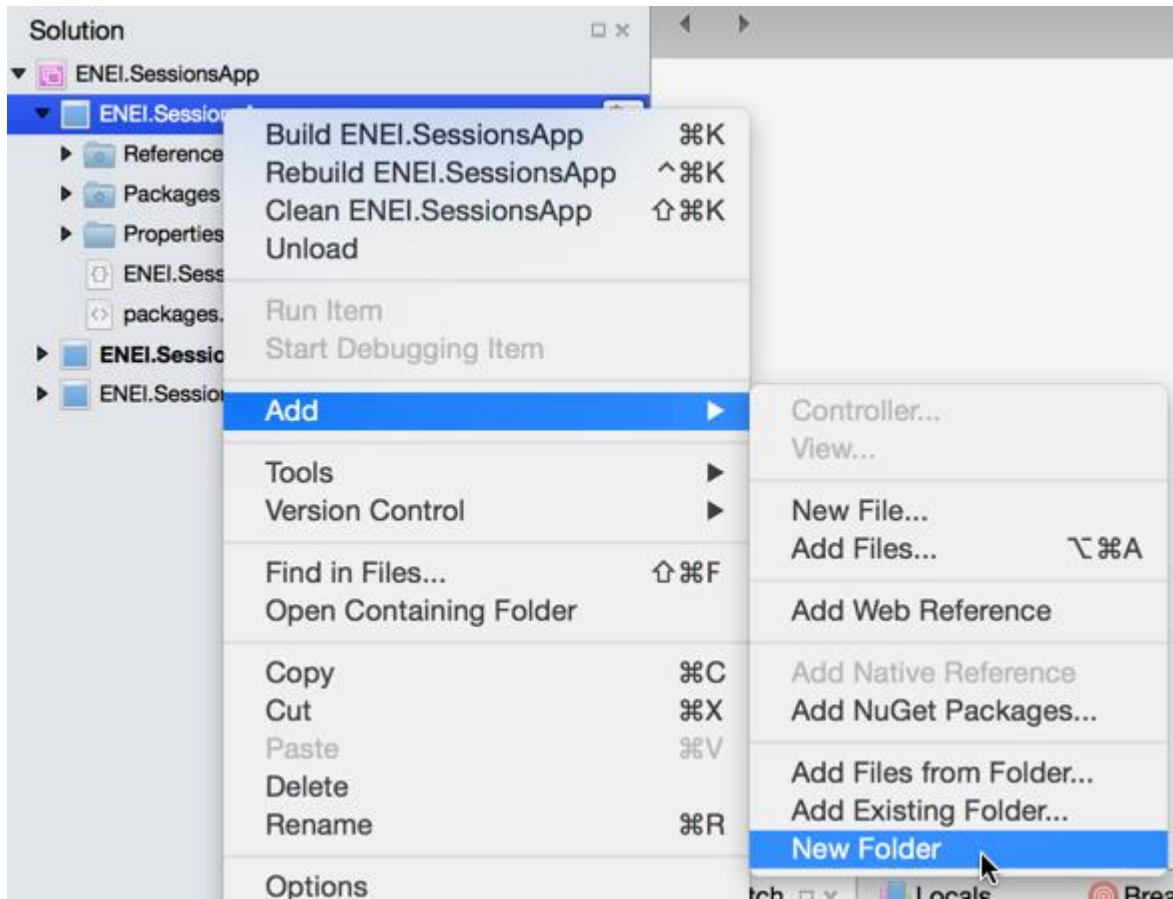 Solution
ENEI.SessionsApp
ENEI.Session
Reference
Packages
Properties
ENEI.Sess
packages.
ENEI.Sessio
ENEI.Session
Build ENEI.SessionsApp ⌘K
Rebuild ENEI.SessionsApp ^⌘K
Clean ENEI.SessionsApp ⇧⌘K
Unload
Run Item
Start Debugging Item
Add
Tools
Version Control
Find in Files... ⇧⌘F
Open Containing Folder
Copy ⌘C
Cut ⌘X
Paste ⌘V
Delete
Rename ⌘R
Options
Controller...
View...
New File...
Add Files... ⌥⌘A
Add Web Reference
Add Native Reference
Add NuGet Packages...
Add Files from Folder...
Add Existing Folder...
New Folder
tch
Locals
Brea